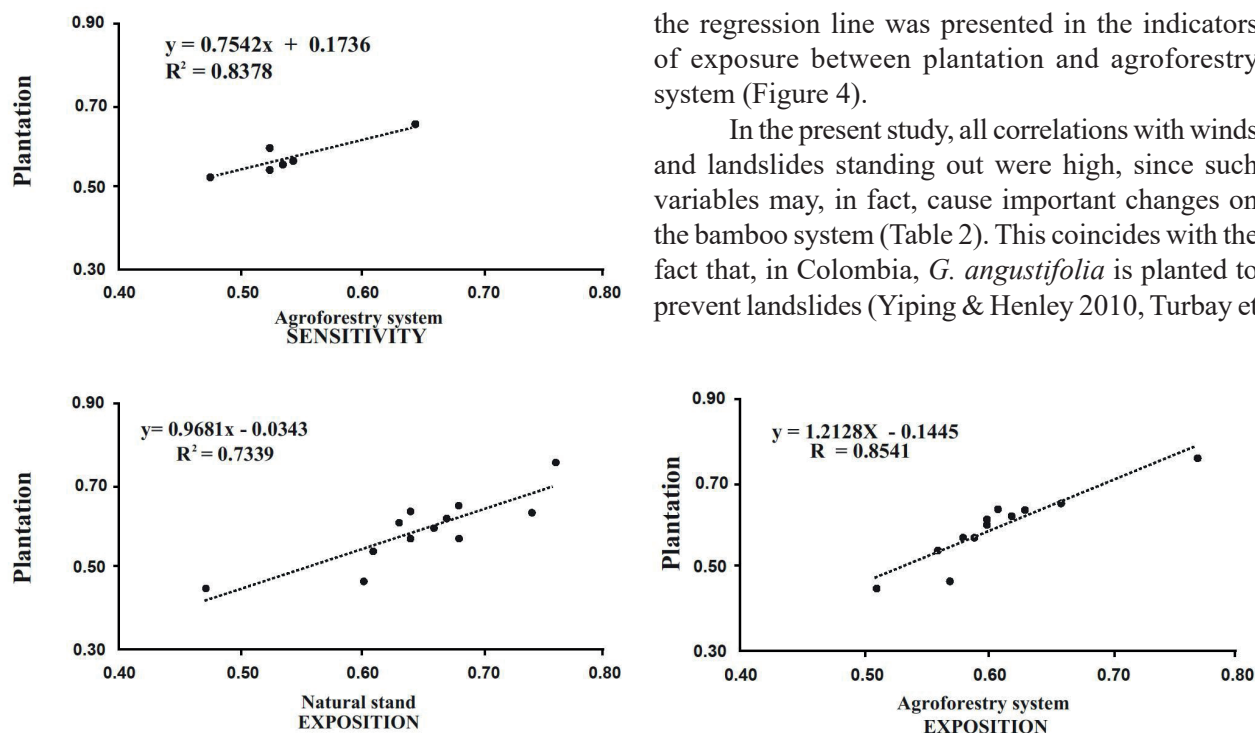 0.90
y = 0.7542x + 0.1736
R² = 0.8378
0.70
Plantation
0.50
0.30
0.40
0.50
0.60
0.70
0.80
Agroforestry system
SENSITIVITY
the regression line was presented in the indicators
of exposure between plantation and agroforestry
system (Figure 4).
In the present study, all correlations with winds
and landslides standing out were high, since such
variables may, in fact, cause important changes on
the bamboo system (Table 2). This coincides with the
fact that, in Colombia, G. angustifolia is planted to
prevent landslides (Yiping & Henley 2010, Turbay et
0.90
y= 0.9681x - 0.0343
R² = 0.7339
0.70
Plantation
0.50
0.30
0.40
0.50
0.60
0.70
0.80
Natural stand
EXPOSITION
0.90
y = 1.2128X - 0.1445
R = 0.8541
0.70
Plantation
0.50
0.30
0.40
0.50
0.60
0.70
0.80
Agroforestry system
EXPOSITION